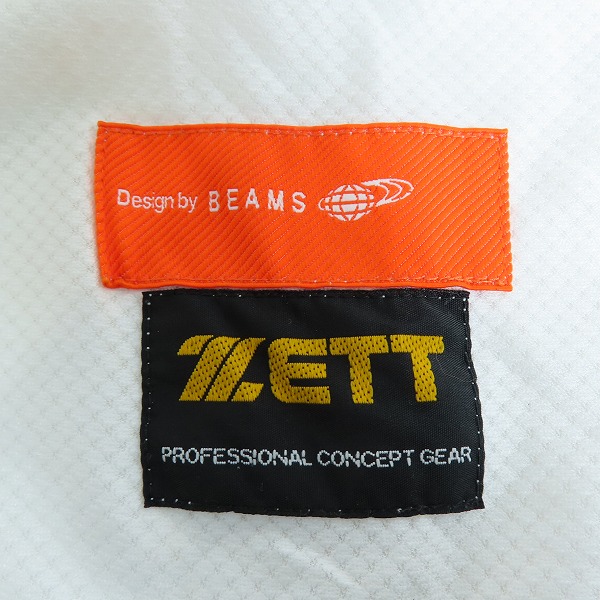 Design by BEAMS
ZETT
PROFESSIONAL CONCEPT GEAR